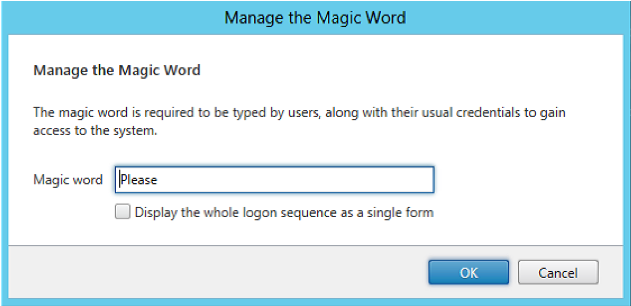 Manage the Magic Word
Manage the Magic Word
The magic word is required to be typed by users, along with their usual credentials to gain
access to the system.
Magic word Please
Display the whole logon sequence as a single form
OK Cancel